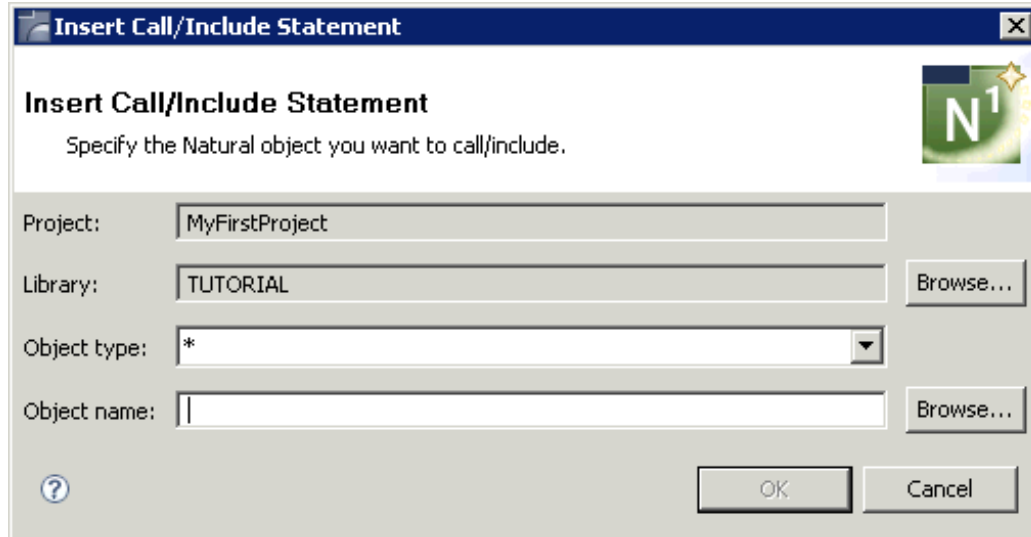 Insert Call/Include Statement
Insert Call/Include Statement
Specify the Natural object you want to call/include.
N1
Project: MyFirstProject
Library: TUTORIAL Browse...
Object type: *
Object name: Browse...
? OK Cancel